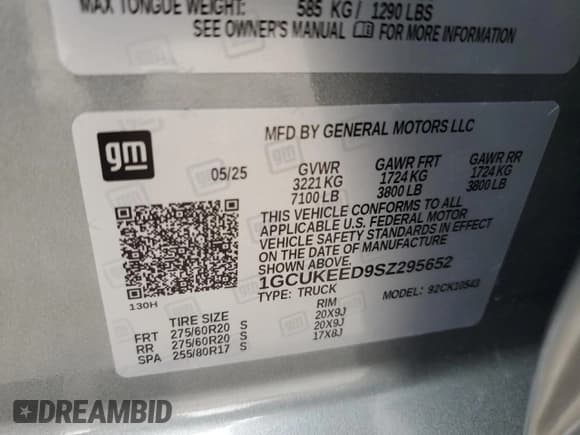 MAX TONGUE WEIGHT: 585 KG / 1290 LBS
SEE OWNER'S MANUAL FOR MORE INFORMATION
gm
MFD BY GENERAL MOTORS LLC
05/25 GVWR GAWR FRT GAWR RR
3221 KG 1724 KG 1724 KG
7100 LB 3800 LB 3800 LB
THIS VEHICLE CONFORMS TO ALL
APPLICABLE U.S. FEDERAL MOTOR
VEHICLE SAFETY STANDARDS IN EFFECT
ON THE DATE OF MANUFACTURE
SHOWN ABOVE.
1GCUKEED9SZ295652
TYPE: TRUCK MODEL: 92CK10543
130H
TIRE SIZE RIM
FRT 275/60R20 S 20X9J
RR 275/60R20 S 20X9J
SPA 255/80R17 S 17X8J
DREAMBID